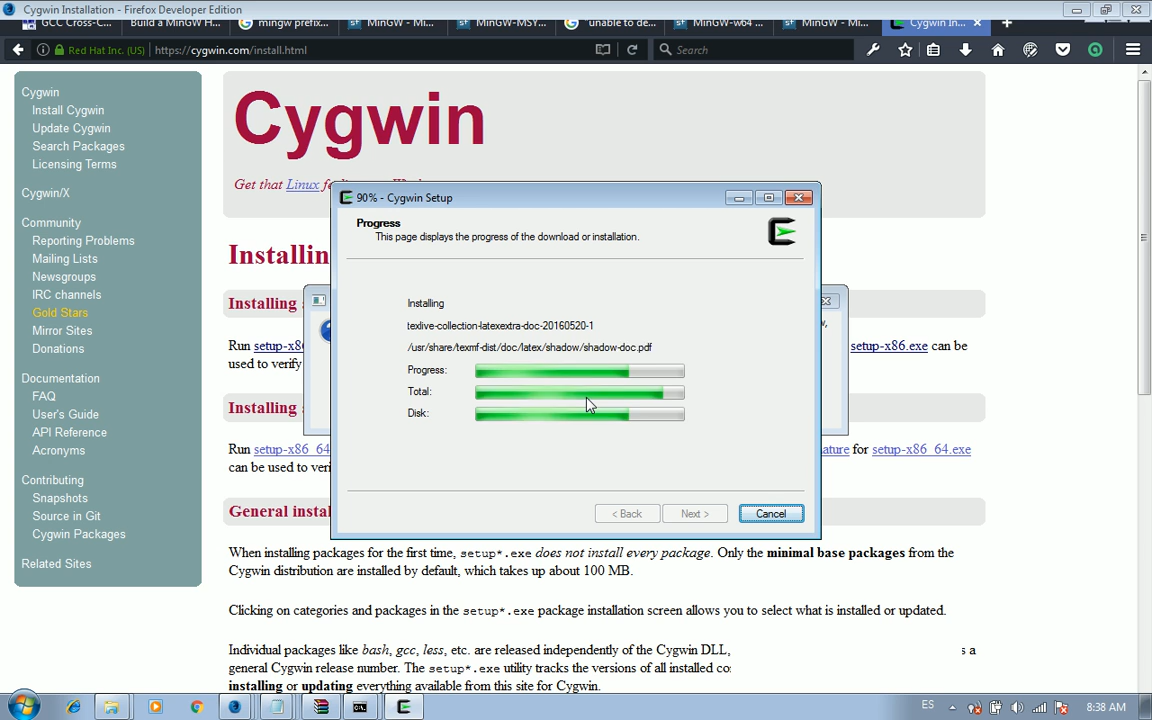 Cygwin Installation - Firefox Developer Edition
GCC Cross-C...
Build a MinGW H...
mingw prefix...
MinGW - Mi...
MinGW-MSY...
unable to de...
MinGW-w64 ...
MinGW - Mi...
Cygwin In...
Red Hat Inc. (US)
https://cygwin.com/install.html
Search
Cygwin
Install Cygwin
Update Cygwin
Search Packages
Licensing Terms
Cygwin/X
Community
Reporting Problems
Mailing Lists
Newsgroups
IRC channels
Gold Stars
Mirror Sites
Donations
Documentation
FAQ
User's Guide
API Reference
Acronyms
Contributing
Snapshots
Source in Git
Cygwin Packages
Related Sites
Cygwin
Get that Linux
Installin
Installing
Run setup-x8
setup-x86.exe can be
used to verify
Installing
Run setup-x86_64
ature for setup-x86_64.exe
can be used to veri
General instal
When installing packages for the first time, setup*.exe does not install every package. Only the minimal base packages from the
Cygwin distribution are installed by default, which takes up about 100 MB.
Clicking on categories and packages in the setup*.exe package installation screen allows you to select what is installed or updated.
Individual packages like bash, gcc, less, etc. are released independently of the Cygwin DLL,
s a
general Cygwin release number. The setup*.exe utility tracks the versions of all installed co
installing or updating everything available from this site for Cygwin.
90% - Cygwin Setup
Progress
This page displays the progress of the download or installation.
Installing
texlive-collection-latexextra-doc-20160520-1
/usr/share/texmf-dist/doc/latex/shadow/shadow-doc.pdf
Progress:
Total:
Disk:
< Back
Next >
Cancel
ES
8:38 AM